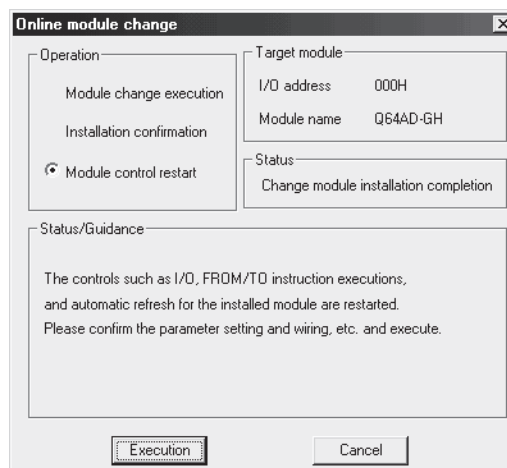 Online module change
Operation
Module change execution
Installation confirmation
Module control restart
Target module
I/O address 000H
Module name Q64AD-GH
Status
Change module installation completion
Status/Guidance
The controls such as I/O, FROM/TO instruction executions,
and automatic refresh for the installed module are restarted.
Please confirm the parameter setting and wiring, etc. and execute.
Execution
Cancel